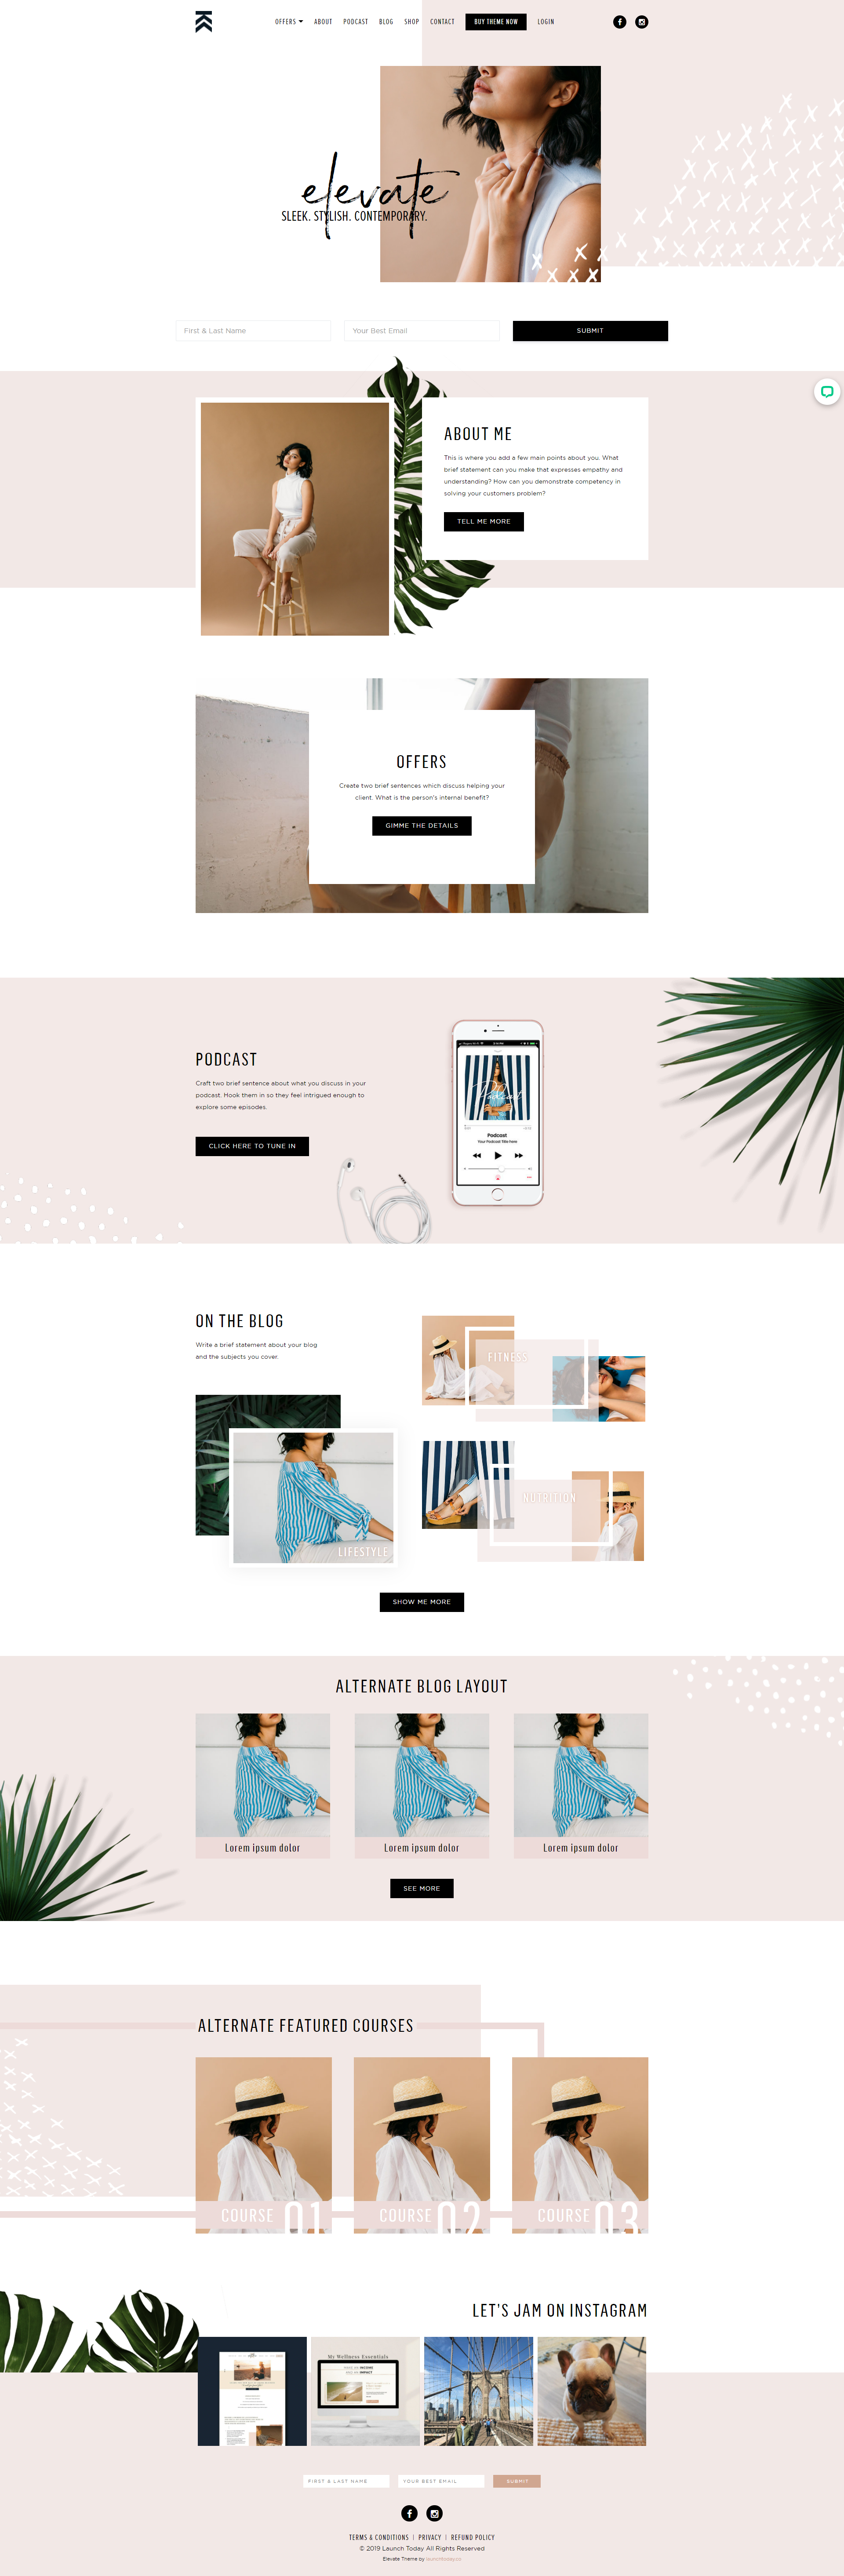 OFFERS
ABOUT
PODCAST
BLOG
SHOP
CONTACT
BUY THEME NOW
LOGIN
elevate
SLEEK. STYLISH. CONTEMPORARY.
First & Last Name
Your Best Email
SUBMIT
ABOUT ME
This is where you add a few main points about you. What
brief statement can you make that expresses empathy and
understanding? How can you demonstrate competency in
solving your customers problem?
TELL ME MORE
OFFERS
Create two brief sentences which discuss helping your
client. What is the person's internal benefit?
GIMME THE DETAILS
PODCAST
Craft two brief sentence about what you discuss in your
podcast. Hook them in so they feel intrigued enough to
explore some episodes.
CLICK HERE TO TUNE IN
Podcast
Podcast
Your Podcast Title here
ON THE BLOG
Write a brief statement about your blog
and the subjects you cover.
FITNESS
NUTRITION
LIFESTYLE
SHOW ME MORE
ALTERNATE BLOG LAYOUT
Lorem ipsum dolor
Lorem ipsum dolor
Lorem ipsum dolor
SEE MORE
ALTERNATE FEATURED COURSES
COURSE 01
COURSE 02
COURSE 03
LET'S JAM ON INSTAGRAM
My Wellness Essentials
FIRST & LAST NAME
YOUR BEST EMAIL
SUBMIT
TERMS & CONDITIONS | PRIVACY | REFUND POLICY
© 2019 Launch Today All Rights Reserved
Elevate Theme by launchtoday.co